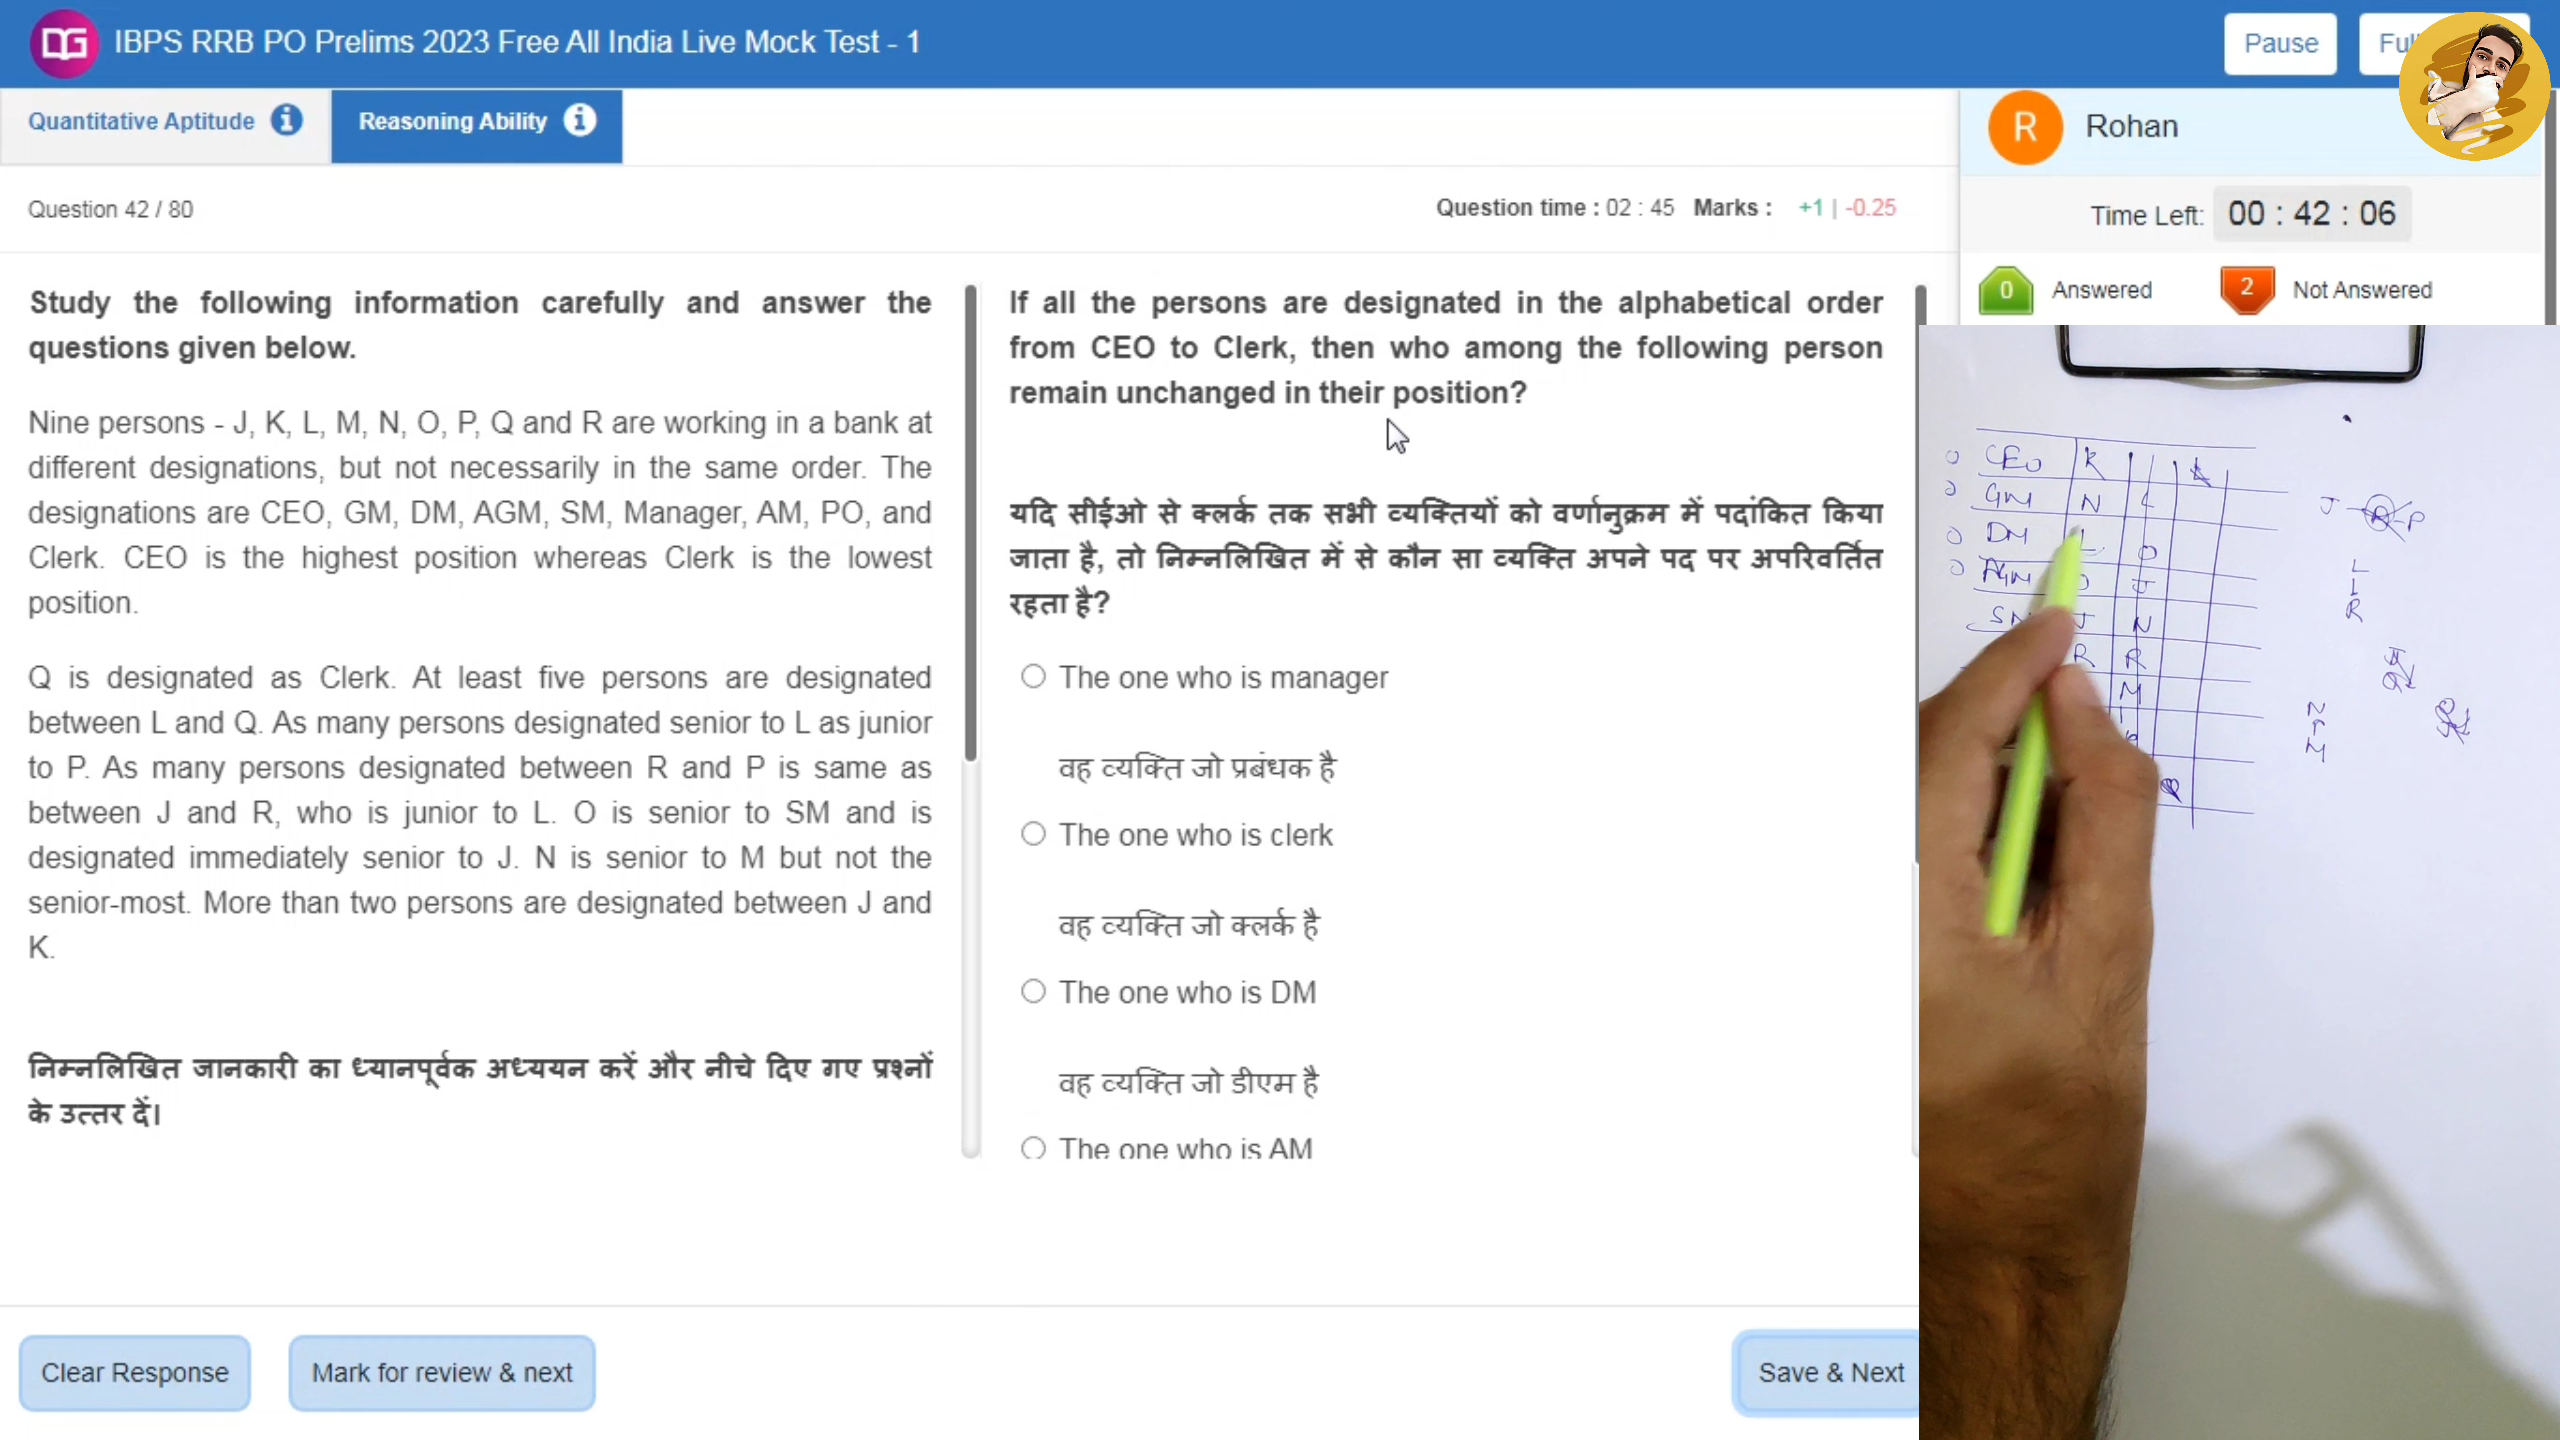 IBPS RRB PO Prelims 2023 Free All India Live Mock Test - 1
Pause
Quantitative Aptitude
Reasoning Ability
R Rohan
Question 42 / 80
Question time : 02 : 45 Marks : +1 | -0.25
Time Left: 00 : 42 : 06
0 Answered
2 Not Answered
Study the following information carefully and answer the
questions given below.
Nine persons - J, K, L, M, N, O, P, Q and R are working in a bank at
different designations, but not necessarily in the same order. The
designations are CEO, GM, DM, AGM, SM, Manager, AM, PO, and
Clerk. CEO is the highest position whereas Clerk is the lowest
position.
Q is designated as Clerk. At least five persons are designated
between L and Q. As many persons designated senior to L as junior
to P. As many persons designated between R and P is same as
between J and R, who is junior to L. O is senior to SM and is
designated immediately senior to J. N is senior to M but not the
senior-most. More than two persons are designated between J and
K.
निम्नलिखित जानकारी का ध्यानपूर्वक अध्ययन करें और नीचे दिए गए प्रश्नों
के उत्तर दें।
If all the persons are designated in the alphabetical order
from CEO to Clerk, then who among the following person
remain unchanged in their position?
यदि सीईओ से क्लर्क तक सभी व्यक्तियों को वर्णानुक्रम में पदांकित किया
जाता है, तो निम्नलिखित में से कौन सा व्यक्ति अपने पद पर अपरिवर्तित
रहता है?
The one who is manager
वह व्यक्ति जो प्रबंधक है
The one who is clerk
वह व्यक्ति जो क्लर्क है
The one who is DM
वह व्यक्ति जो डीएम है
The one who is AM
CEO K
GM N L
DM L O
AGM O J
J N
R R
M
Clear Response
Mark for review & next
Save & Next